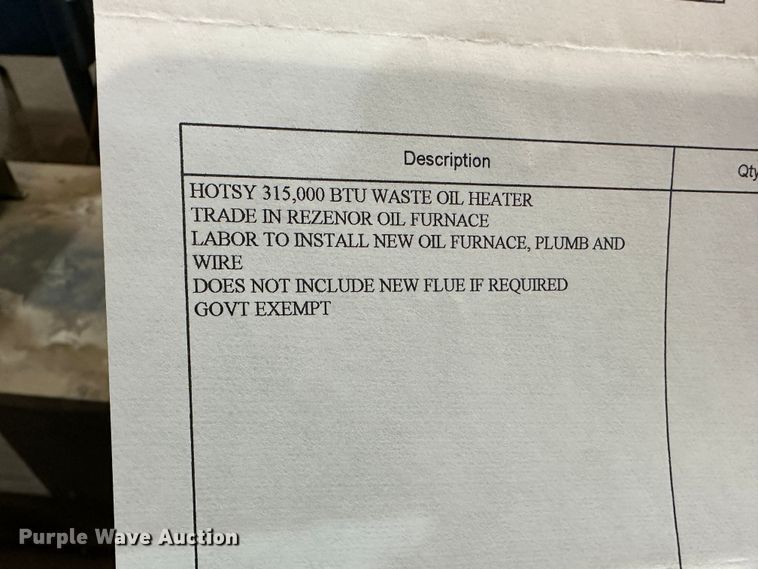 Description
Qty
HOTSY 315,000 BTU WASTE OIL HEATER
TRADE IN REZENOR OIL FURNACE
LABOR TO INSTALL NEW OIL FURNACE, PLUMB AND
WIRE
DOES NOT INCLUDE NEW FLUE IF REQUIRED
GOVT EXEMPT
Purple Wave Auction